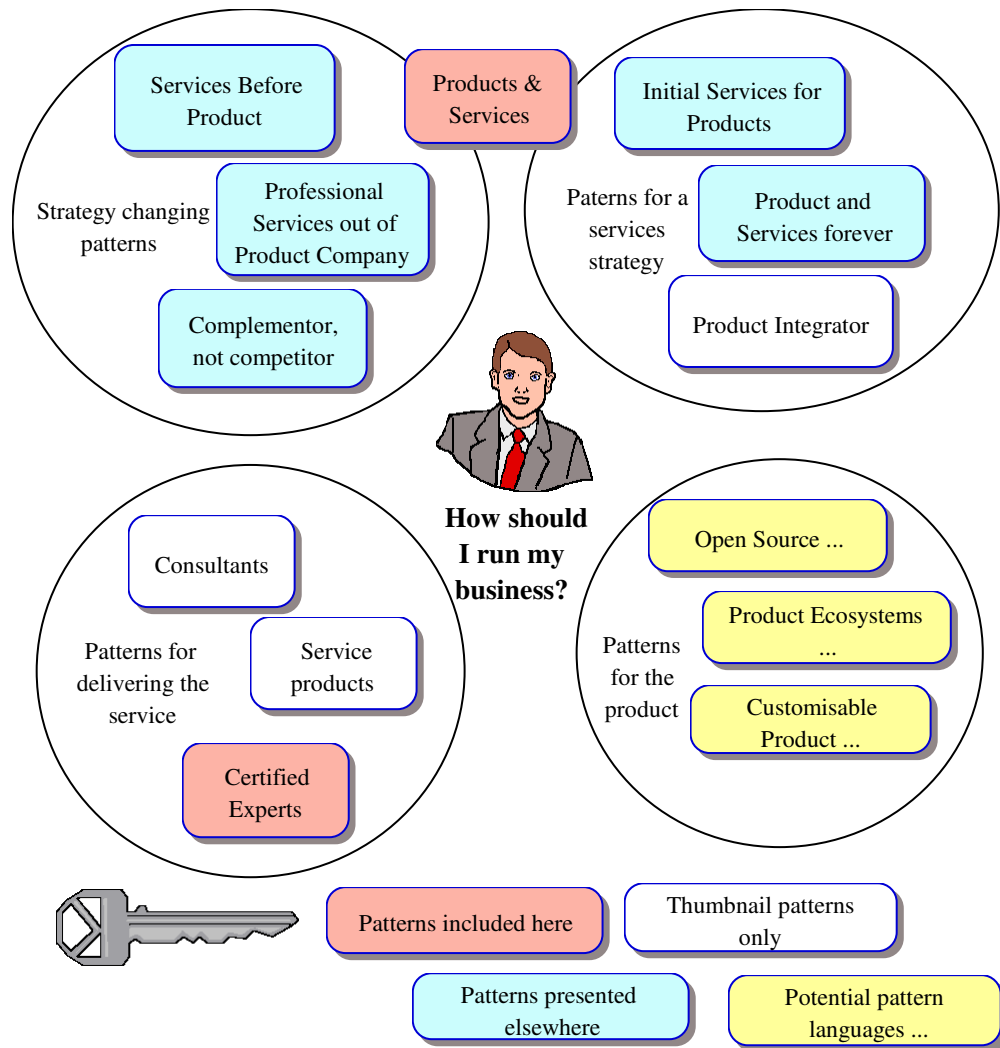 Services Before
Product
Products &
Services
Initial Services for
Products
Strategy changing
patterns
Professional
Services out of
Product Company
Paterns for a
services
strategy
Product and
Services forever
Complementor,
not competitor
Product Integrator
How should
I run my
business?
Consultants
Patterns for
delivering the
service
Service
products
Certified
Experts
Open Source ...
Patterns
for the
product
Product Ecosystems
...
Customisable
Product ...
Patterns included here
Thumbnail patterns
only
Patterns presented
elsewhere
Potential pattern
languages ...